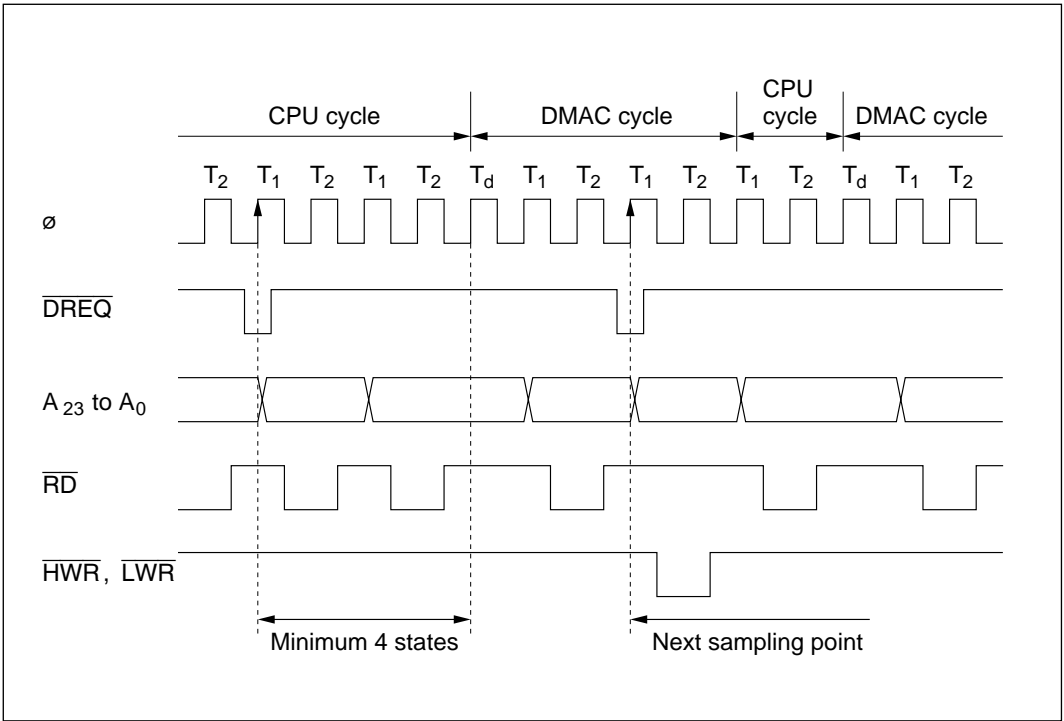 CPU cycle DMAC cycle CPU cycle DMAC cycle
T2 T1 T2 T1 T2 Td T1 T2 T1 T2 T1 T2 Td T1 T2
ø
DREQ
A23 to A0
RD
HWR, LWR
Minimum 4 states Next sampling point